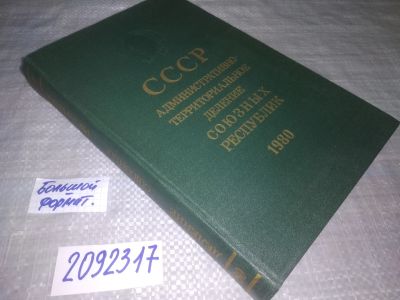 СССР
АДМИНИСТРАТИВНО-
ТЕРРИТОРИАЛЬНОЕ
ДЕЛЕНИЕ
СОЮЗНЫХ
РЕСПУБЛИК
1980
Большой
формат.
2092317